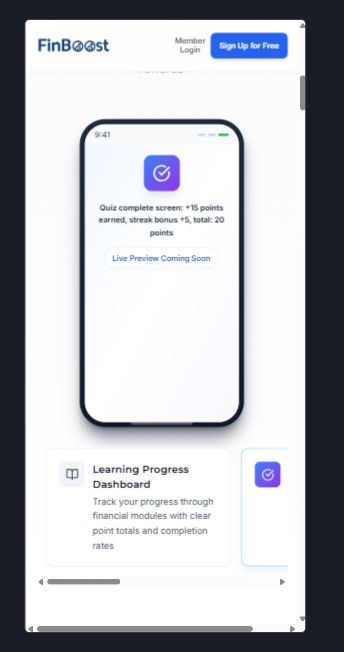 FinBoost
Member
Login
Sign Up for Free
9:41
Quiz complete screen: +15 points
earned, streak bonus +5, total: 20
points
Live Preview Coming Soon
Learning Progress
Dashboard
Track your progress through
financial modules with clear
point totals and completion
rates